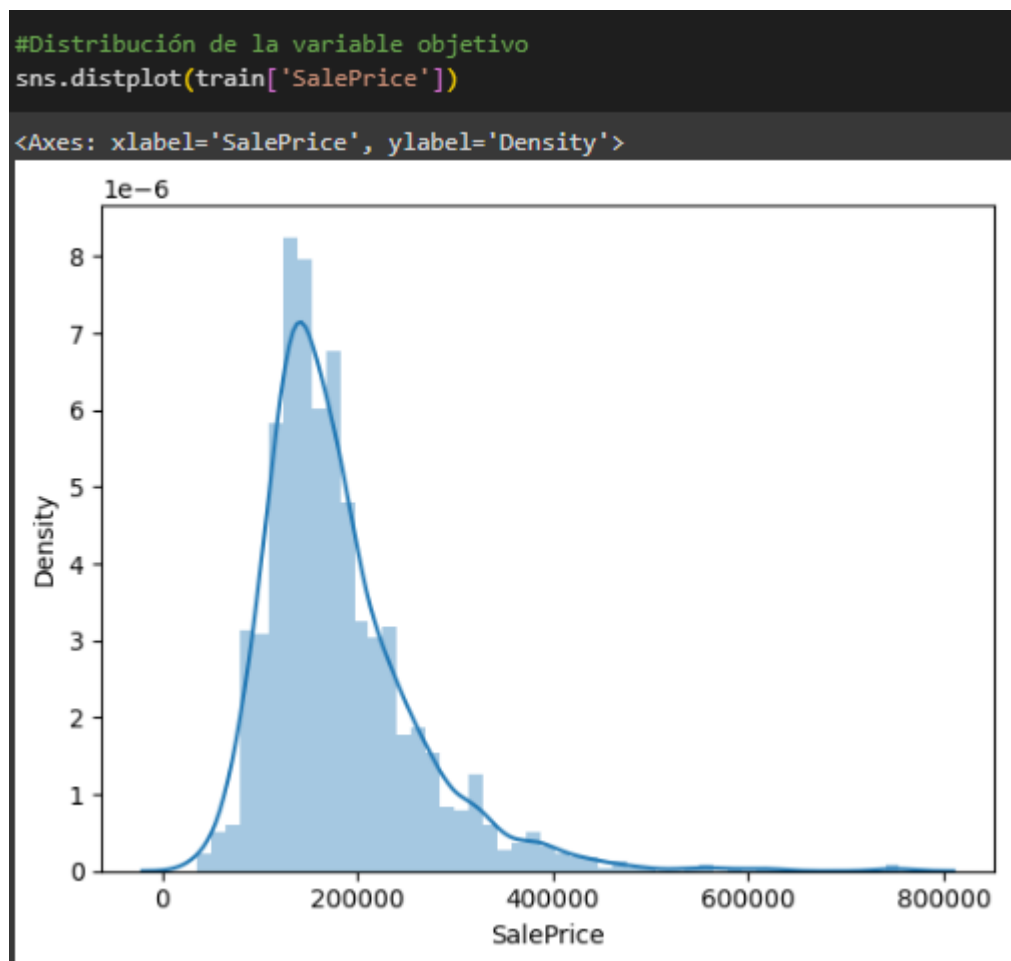 #Distribución de la variable objetivo
sns.distplot(train['SalePrice'])
<Axes: xlabel='SalePrice', ylabel='Density'>
1e−6
8
7
6
5
4
3
2
1
0
Density
0 200000 400000 600000 800000
SalePrice